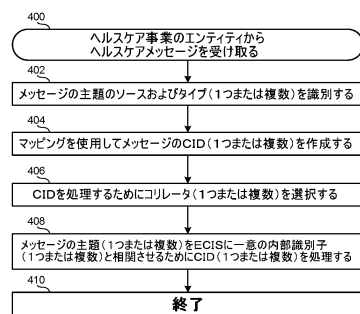 400
ヘルスケア事業のエンティティから
ヘルスケアメッセージを受け取る
402
メッセージの主題のソースおよびタイプ(1つまたは複数)を識別する
404
マッピングを使用してメッセージのCID(1つまたは複数)を作成する
406
CIDを処理するためにコリレータ(1つまたは複数)を選択する
408
メッセージの主題(1つまたは複数)をECISに一意の内部識別子
(1つまたは複数)と相関させるためにCID(1つまたは複数)を処理する
410
終了